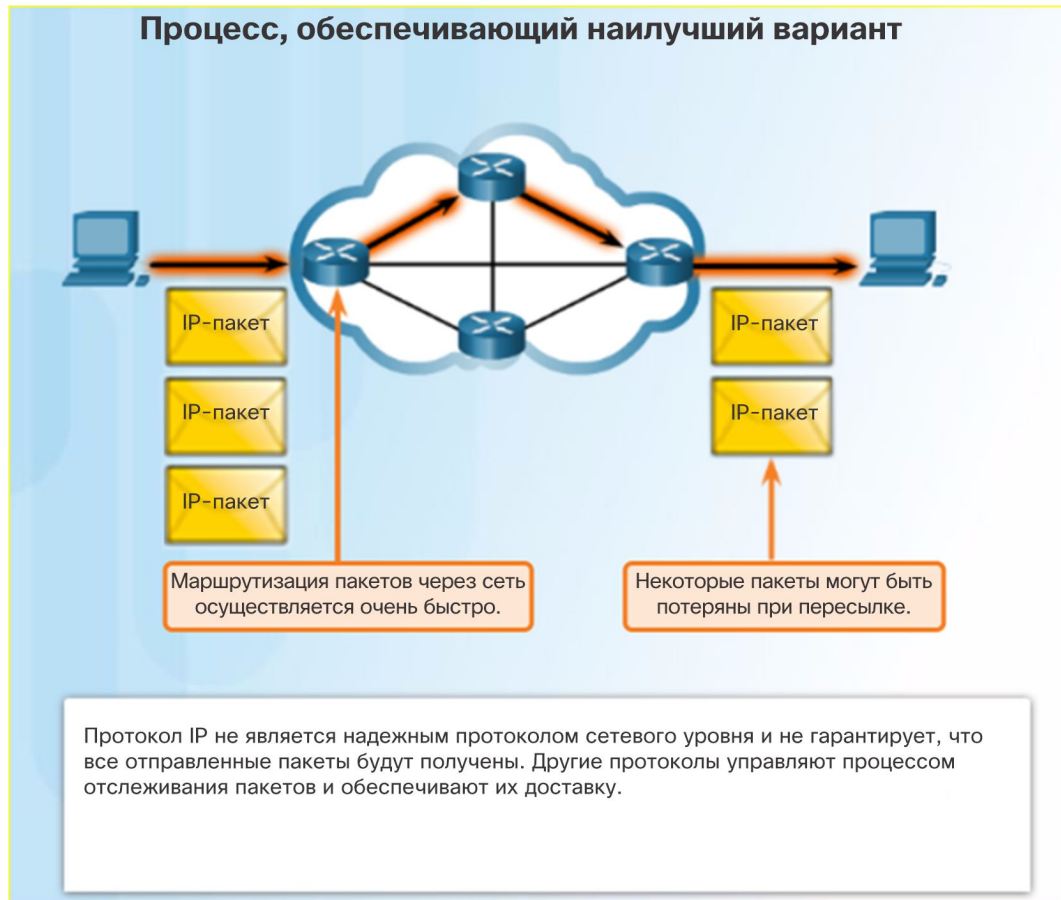 Процесс, обеспечивающий наилучший вариант
IP-пакет
IP-пакет
IP-пакет
IP-пакет
IP-пакет
Маршрутизация пакетов через сеть
осуществляется очень быстро.
Некоторые пакеты могут быть
потеряны при пересылке.
Протокол IP не является надежным протоколом сетевого уровня и не гарантирует, что
все отправленные пакеты будут получены. Другие протоколы управляют процессом
отслеживания пакетов и обеспечивают их доставку.